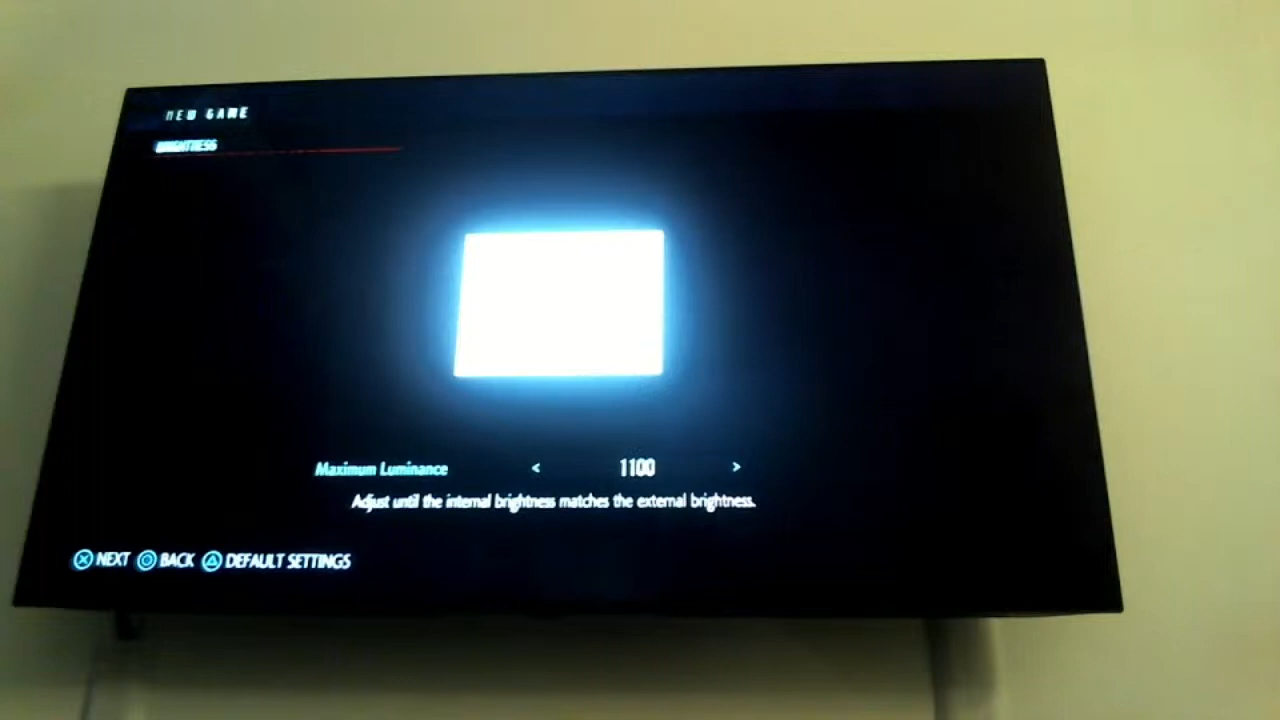 NEW GAME
BRIGHTNESS
Maximum Luminance < 1100 >
Adjust until the internal brightness matches the external brightness.
NEXT BACK DEFAULT SETTINGS